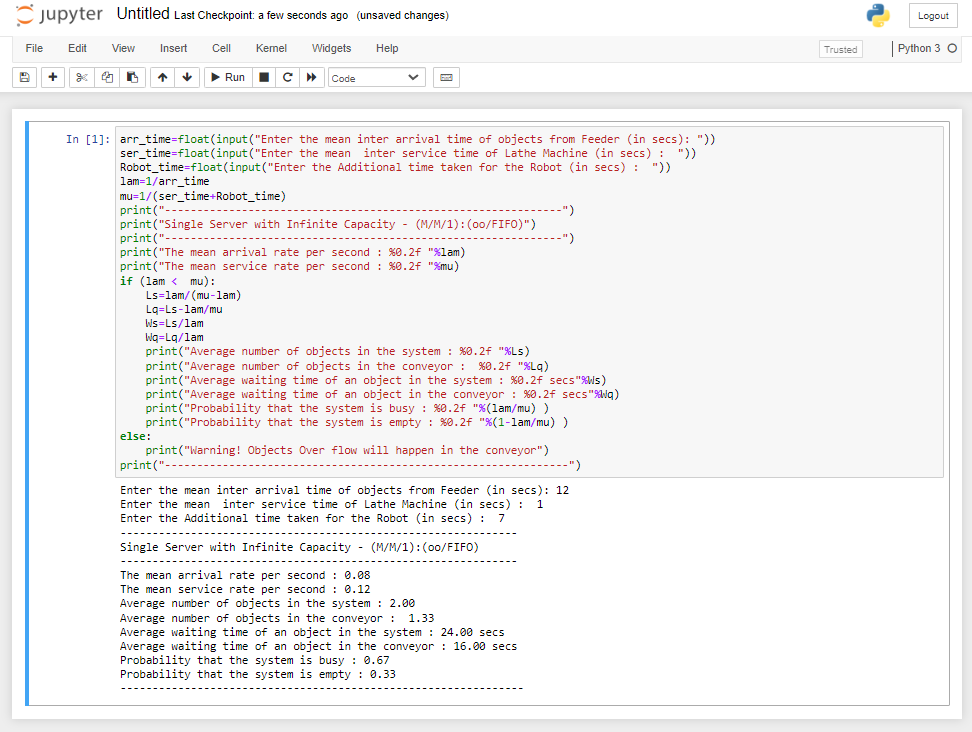 jupyter Untitled Last Checkpoint: a few seconds ago (unsaved changes) Logout
File Edit View Insert Cell Kernel Widgets Help Trusted Python 3
Run Code
In [1]: arr_time=float(input("Enter the mean inter arrival time of objects from Feeder (in secs): "))
ser_time=float(input("Enter the mean  inter service time of Lathe Machine (in secs) :  "))
Robot_time=float(input("Enter the Additional time taken for the Robot (in secs) :  "))
lam=1/arr_time
mu=1/(ser_time+Robot_time)
print("--------------------------------------------------------------")
print("Single Server with Infinite Capacity - (M/M/1):(oo/FIFO)")
print("--------------------------------------------------------------")
print("The mean arrival rate per second : %0.2f "%lam)
print("The mean service rate per second : %0.2f "%mu)
if (lam <  mu):
    Ls=lam/(mu-lam)
    Lq=Ls-lam/mu
    Ws=Ls/lam
    Wq=Lq/lam
    print("Average number of objects in the system : %0.2f "%Ls)
    print("Average number of objects in the conveyor :  %0.2f "%Lq)
    print("Average waiting time of an object in the system : %0.2f secs"%Ws)
    print("Average waiting time of an object in the conveyor : %0.2f secs"%Wq)
    print("Probability that the system is busy : %0.2f "%(lam/mu) )
    print("Probability that the system is empty : %0.2f "%(1-lam/mu) )
else:
    print("Warning! Objects Over flow will happen in the conveyor")
print("---------------------------------------------------------------")
Enter the mean inter arrival time of objects from Feeder (in secs): 12
Enter the mean  inter service time of Lathe Machine (in secs) :  1
Enter the Additional time taken for the Robot (in secs) :  7
--------------------------------------------------------------
Single Server with Infinite Capacity - (M/M/1):(oo/FIFO)
--------------------------------------------------------------
The mean arrival rate per second : 0.08
The mean service rate per second : 0.12
Average number of objects in the system : 2.00
Average number of objects in the conveyor :  1.33
Average waiting time of an object in the system : 24.00 secs
Average waiting time of an object in the conveyor : 16.00 secs
Probability that the system is busy : 0.67
Probability that the system is empty : 0.33
---------------------------------------------------------------